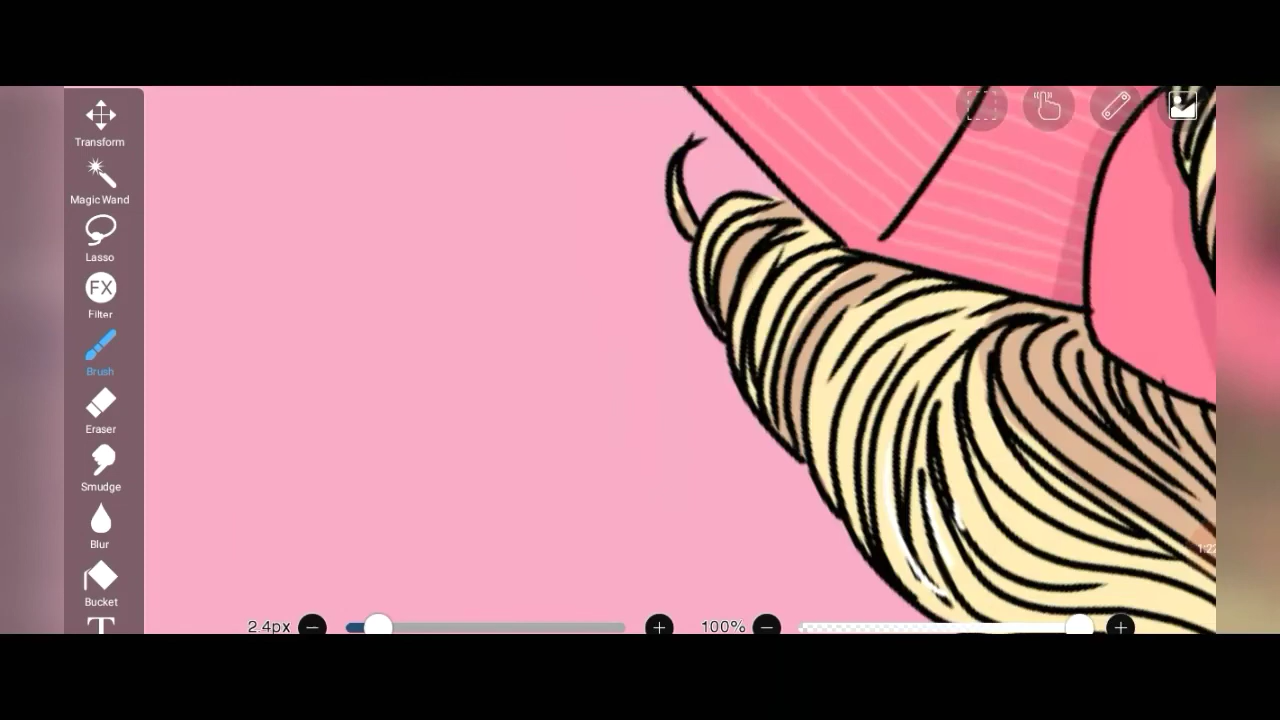 Transform
Magic Wand
Lasso
FX
Filter
Brush
Eraser
Smudge
Blur
Bucket
T
2.4px
100%